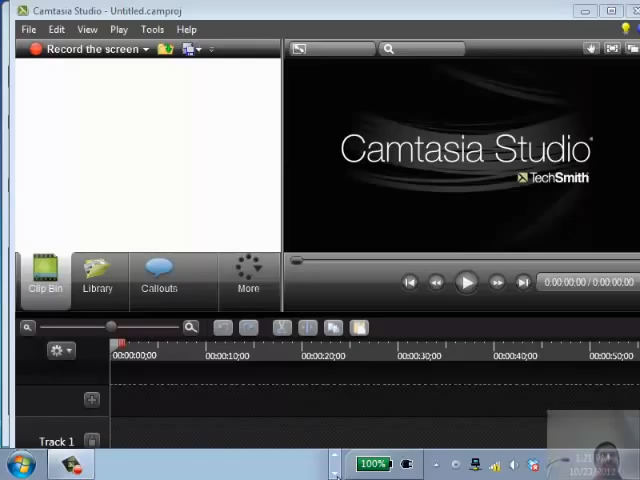 Camtasia Studio - Untitled.camproj
File Edit View Play Tools Help
Record the screen
Camtasia Studio
TechSmith
Clip Bin Library Callouts More
0:00:00;00 / 0:00:00;00
00:00:00;00 00:00:10;00 00:00:20;00 00:00:30;00 00:00:40;00 00:00:50;00
Track 1
100%